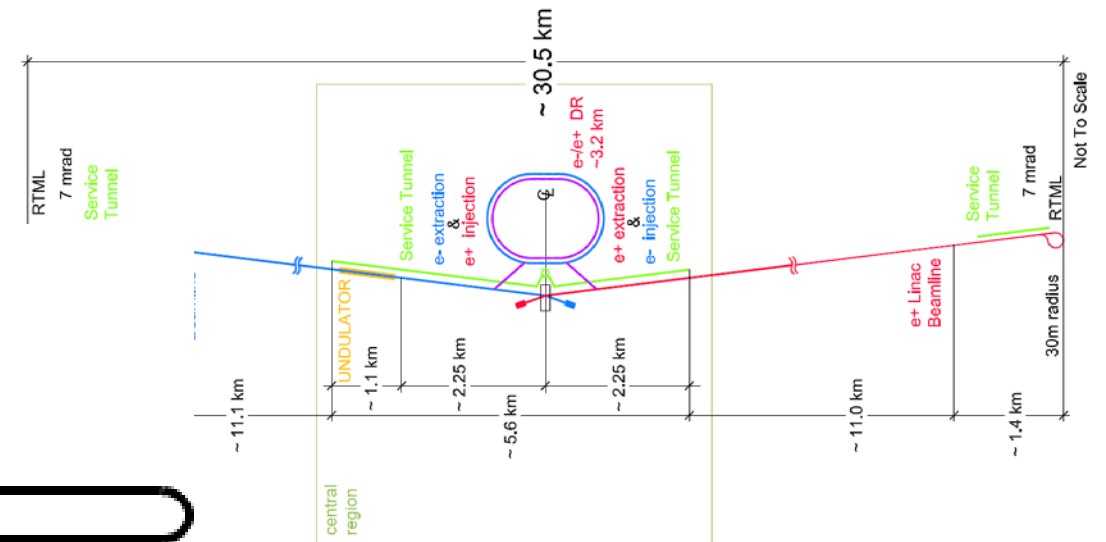 ~ 30.5 km
RTML
7 mrad
Service
Tunnel
Service Tunnel
e- extraction
&
e+ injection
e-/e+ DR
~3.2 km
CL
e+ extraction
&
e- injection
Service Tunnel
Service
Tunnel
7 mrad
RTML
Not To Scale
UNDULATOR
e+ Linac
Beamline
30m radius
~ 1.1 km
~ 2.25 km
~ 2.25 km
~ 11.1 km
~ 5.6 km
~ 11.0 km
~ 1.4 km
central
region